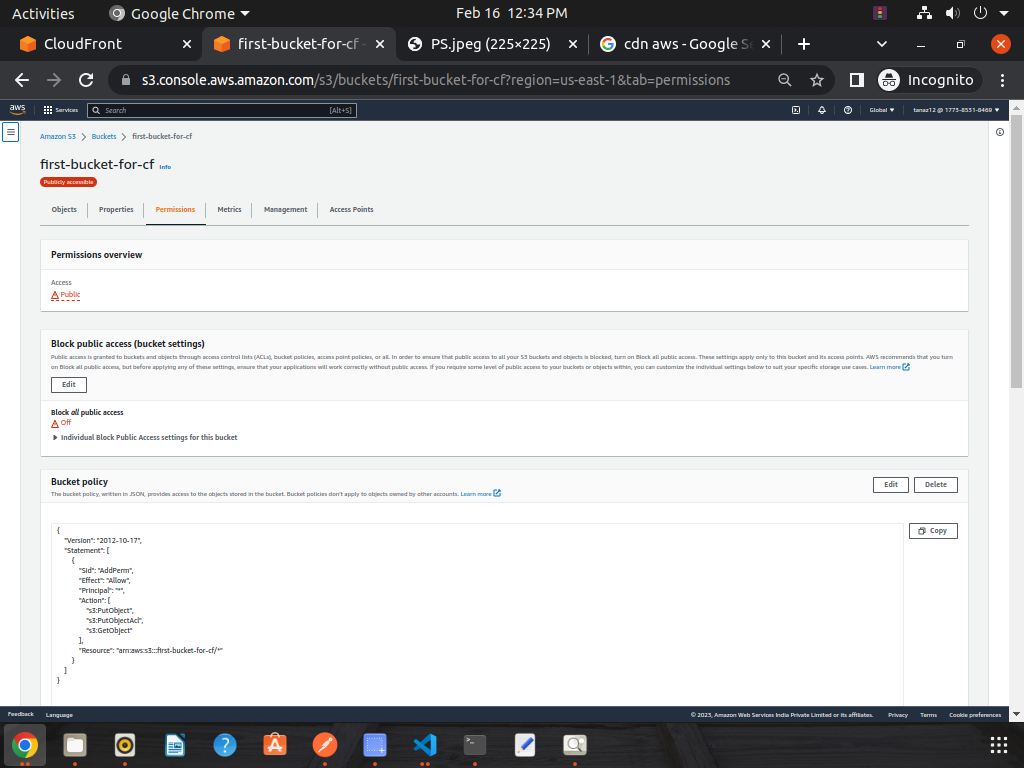 Activities Google Chrome Feb 16 12:34 PM
CloudFront first-bucket-for-cf - PS.jpeg (225×225) cdn aws - Google Se
s3.console.aws.amazon.com/s3/buckets/first-bucket-for-cf?region=us-east-1&tab=permissions Incognito
aws Services Search [Alt+S] Global tanaz12 @ 1773-8531-8469
Amazon S3 Buckets first-bucket-for-cf
first-bucket-for-cf Info
Publicly accessible
Objects Properties Permissions Metrics Management Access Points
Permissions overview
Access
Public
Block public access (bucket settings)
Public access is granted to buckets and objects through access control lists (ACLs), bucket policies, access point policies, or all. In order to ensure that public access to all your S3 buckets and objects is blocked, turn on Block all public access. These settings apply only to this bucket and its access points. AWS recommends that you turn
on Block all public access, but before applying any of these settings, ensure that your applications will work correctly without public access. If you require some level of public access to your buckets or objects within, you can customize the individual settings below to suit your specific storage use cases. Learn more
Edit
Block all public access
Off
Individual Block Public Access settings for this bucket
Bucket policy Edit Delete
The bucket policy, written in JSON, provides access to the objects stored in the bucket. Bucket policies don't apply to objects owned by other accounts. Learn more
Copy
{
"Version": "2012-10-17",
"Statement": [
{
"Sid": "AddPerm",
"Effect": "Allow",
"Principal": "*",
"Action": [
"s3:PutObject",
"s3:PutObjectAcl",
"s3:GetObject"
],
"Resource": "arn:aws:s3:::first-bucket-for-cf/*"
}
]
}
Feedback Language © 2023, Amazon Web Services India Private Limited or its affiliates. Privacy Terms Cookie preferences